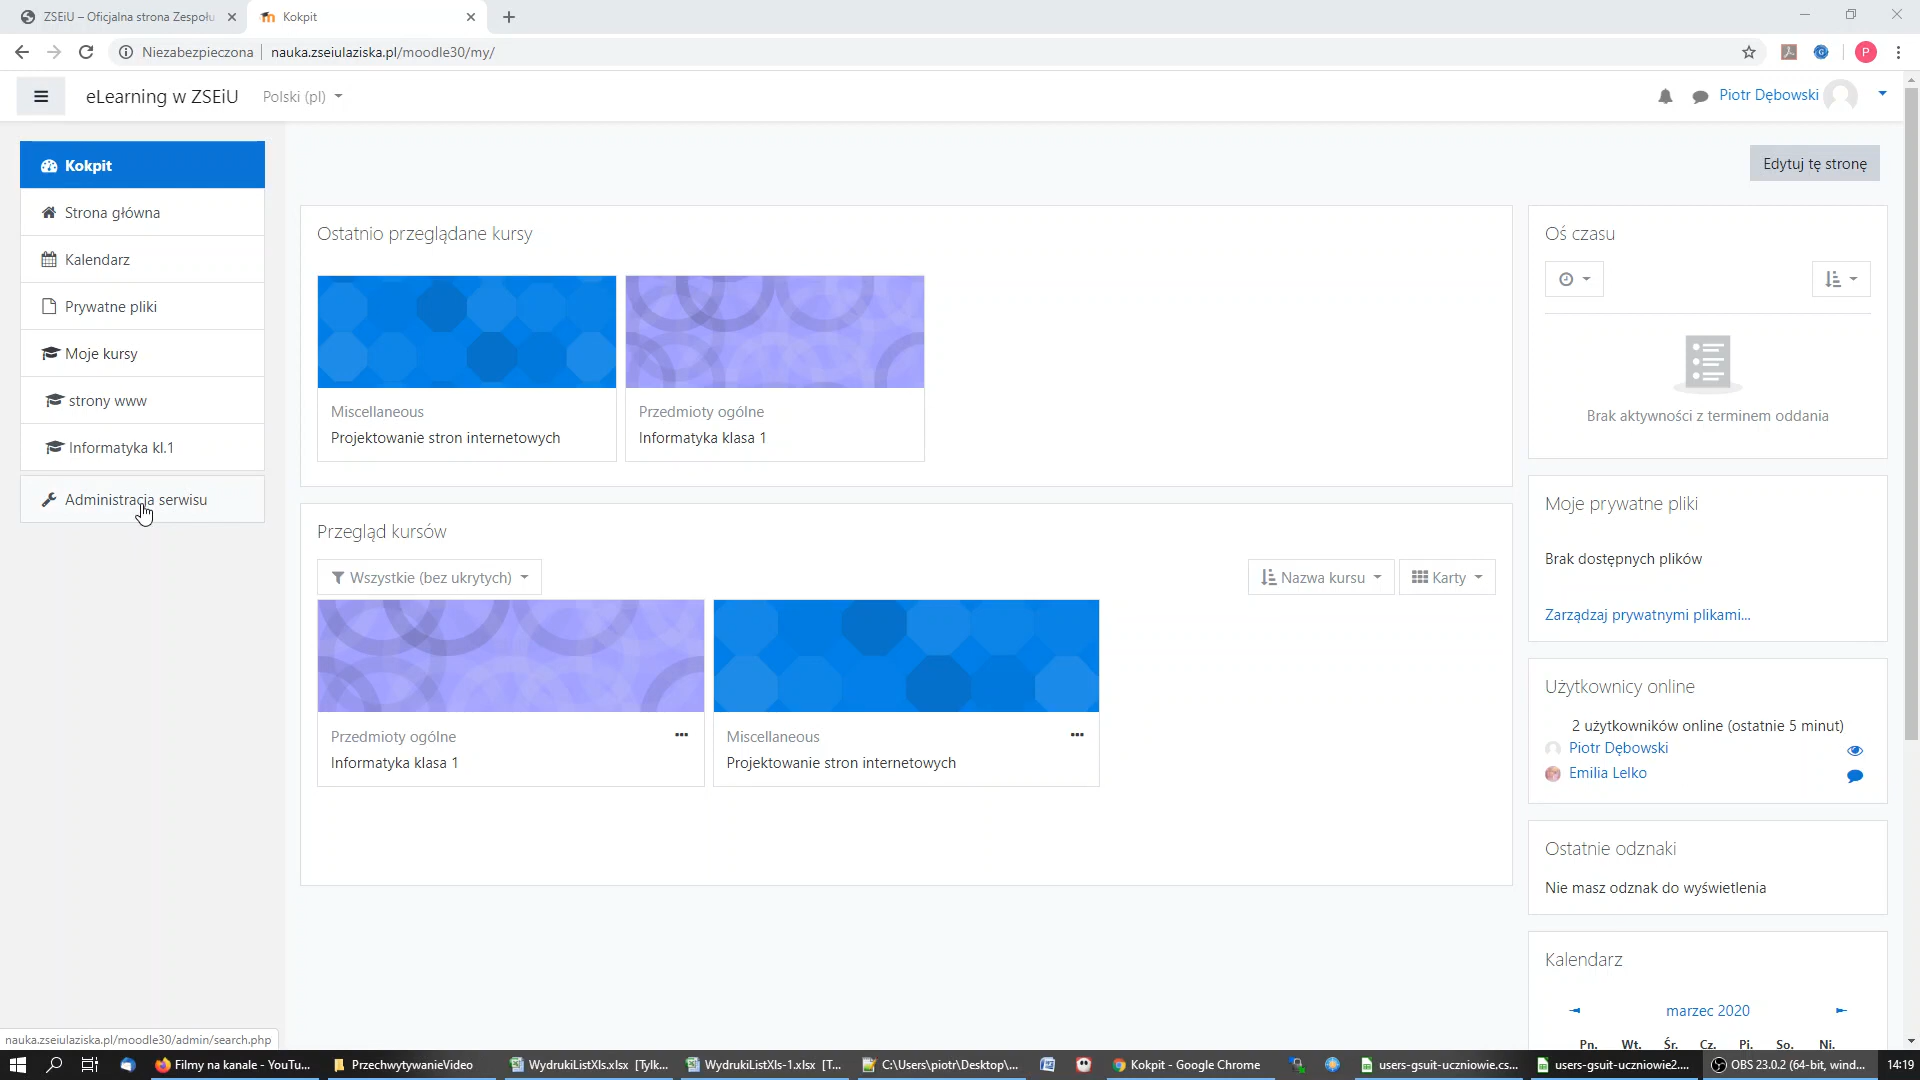 ZSEiU – Oficjalna strona Zespołu
Kokpit
Niezabezpieczona
nauka.zseiulaziska.pl/moodle30/my/
P
eLearning w ZSEiU
Polski (pl)
Piotr Dębowski
Kokpit
Strona główna
Kalendarz
Prywatne pliki
Moje kursy
strony www
Informatyka kl.1
Administracja serwisu
Edytuj tę stronę
Ostatnio przeglądane kursy
Miscellaneous
Projektowanie stron internetowych
Przedmioty ogólne
Informatyka klasa 1
Przegląd kursów
Wszystkie (bez ukrytych)
Nazwa kursu
Karty
Przedmioty ogólne
Informatyka klasa 1
Miscellaneous
Projektowanie stron internetowych
Oś czasu
Brak aktywności z terminem oddania
Moje prywatne pliki
Brak dostępnych plików
Zarządzaj prywatnymi plikami...
Użytkownicy online
2 użytkowników online (ostatnie 5 minut)
Piotr Dębowski
Emilia Lelko
Ostatnie odznaki
Nie masz odznak do wyświetlenia
Kalendarz
marzec 2020
Pn. Wt. Śr. Cz. Pi. So. Ni.
nauka.zseiulaziska.pl/moodle30/admin/search.php
Filmy na kanale - YouTu...
PrzechwytywanieVideo
WydrukiListXls.xlsx [Tylk...
WydrukiListXls-1.xlsx [T...
C:\Users\piotr\Desktop\...
Kokpit - Google Chrome
users-gsuit-uczniowie.cs...
users-gsuit-uczniowie2....
OBS 23.0.2 (64-bit, wind...
14:19